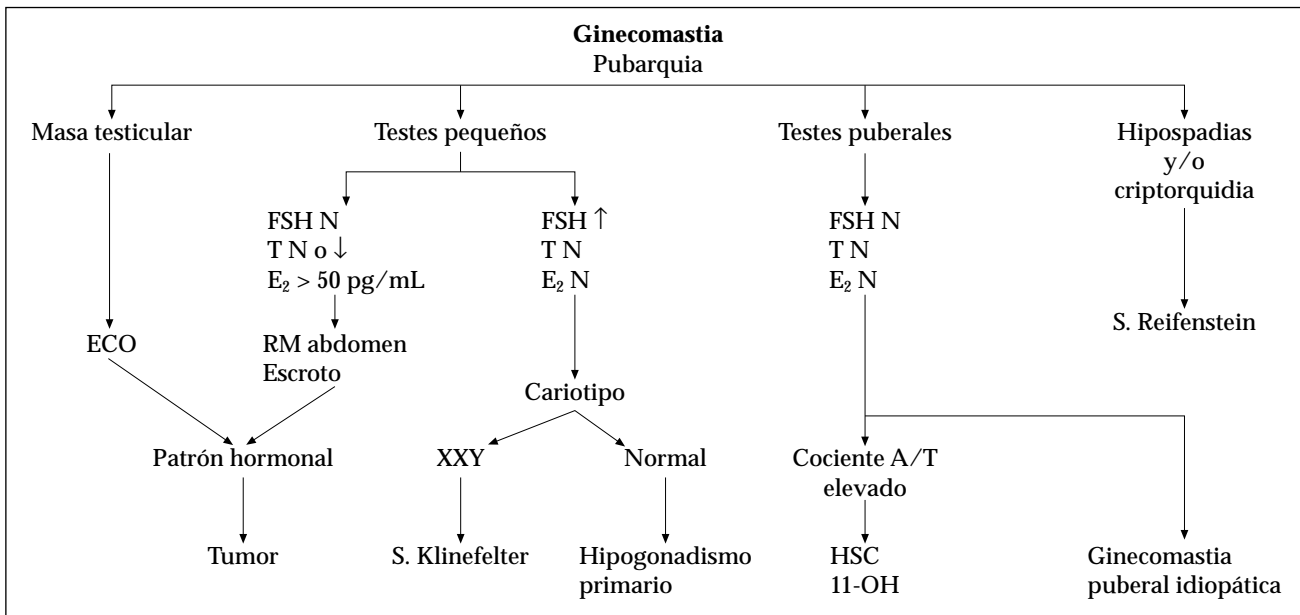 Ginecomastia
Pubarquia
Masa testicular
Testes pequeños
Testes puberales
Hipospadias
y/o
criptorquidia
FSH N
T N o ↓
E₂ > 50 pg/mL
FSH ↑
T N
E₂ N
FSH N
T N
E₂ N
S. Reifenstein
ECO
RM abdomen
Escroto
Cariotipo
Patrón hormonal
XXY
Normal
Cociente A/T
elevado
Tumor
S. Klinefelter
Hipogonadismo
primario
HSC
11-OH
Ginecomastia
puberal idiopática